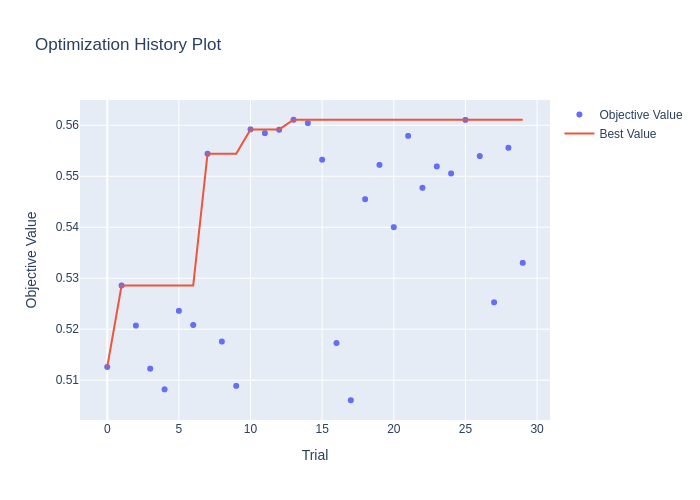 Optimization History Plot
Objective Value
Best Value
0.56
0.55
0.54
0.53
0.52
0.51
Objective Value
0 5 10 15 20 25 30
Trial